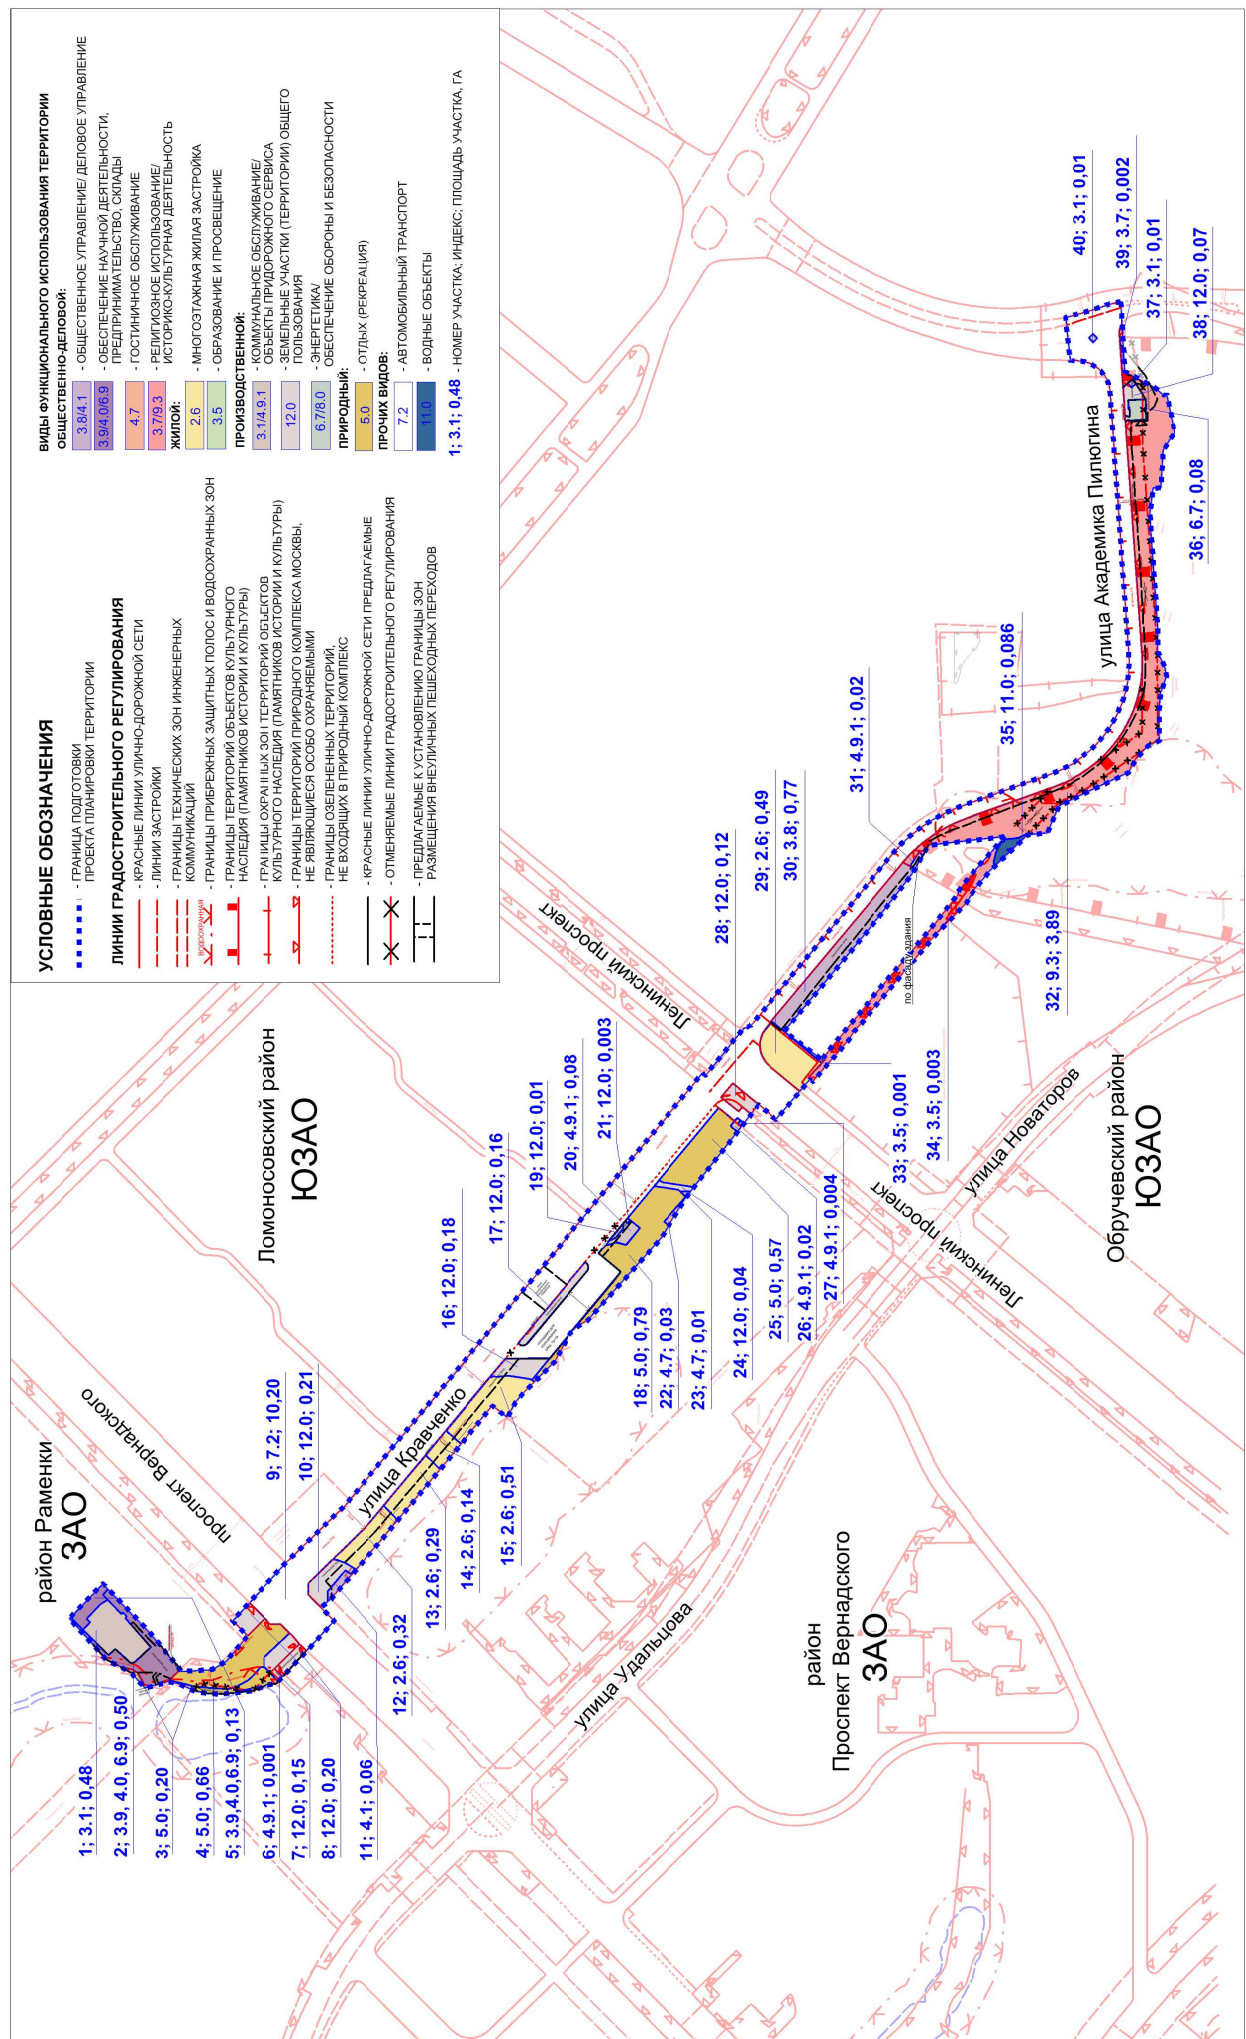 УСЛОВНЫЕ ОБОЗНАЧЕНИЯ
- ГРАНИЦА ПОДГОТОВКИ
ПРОЕКТА ПЛАНИРОВКИ ТЕРРИТОРИИ
ЛИНИИ ГРАДОСТРОИТЕЛЬНОГО РЕГУЛИРОВАНИЯ
- КРАСНЫЕ ЛИНИИ УЛИЧНО-ДОРОЖНОЙ СЕТИ
- ЛИНИИ ЗАСТРОЙКИ
- ГРАНИЦЫ ТЕХНИЧЕСКИХ ЗОН ИНЖЕНЕРНЫХ
КОММУНИКАЦИЙ
ВОДООХРАННАЯ
- ГРАНИЦЫ ПРИБРЕЖНЫХ ЗАЩИТНЫХ ПОЛОС И ВОДООХРАННЫХ ЗОН
- ГРАНИЦЫ ТЕРРИТОРИЙ ОБЪЕКТОВ КУЛЬТУРНОГО
НАСЛЕДИЯ (ПАМЯТНИКОВ ИСТОРИИ И КУЛЬТУРЫ)
- ГРАНИЦЫ ОХРАННЫХ ЗОН ТЕРРИТОРИЙ ОБЪЕКТОВ
КУЛЬТУРНОГО НАСЛЕДИЯ (ПАМЯТНИКОВ ИСТОРИИ И КУЛЬТУРЫ)
- ГРАНИЦЫ ТЕРРИТОРИЙ ПРИРОДНОГО КОМПЛЕКСА МОСКВЫ,
НЕ ЯВЛЯЮЩИЕСЯ ОСОБО ОХРАНЯЕМЫМИ
- ГРАНИЦЫ ОЗЕЛЕНЕННЫХ ТЕРРИТОРИЙ,
НЕ ВХОДЯЩИХ В ПРИРОДНЫЙ КОМПЛЕКС
- КРАСНЫЕ ЛИНИИ УЛИЧНО-ДОРОЖНОЙ СЕТИ ПРЕДЛАГАЕМЫЕ
- ОТМЕНЯЕМЫЕ ЛИНИИ ГРАДОСТРОИТЕЛЬНОГО РЕГУЛИРОВАНИЯ
- ПРЕДЛАГАЕМЫЕ К УСТАНОВЛЕНИЮ ГРАНИЦЫ ЗОН
РАЗМЕЩЕНИЯ ВНЕУЛИЧНЫХ ПЕШЕХОДНЫХ ПЕРЕХОДОВ
ВИДЫ ФУНКЦИОНАЛЬНОГО ИСПОЛЬЗОВАНИЯ ТЕРРИТОРИИ
ОБЩЕСТВЕННО-ДЕЛОВОЙ:
3.8/4.1 - ОБЩЕСТВЕННОЕ УПРАВЛЕНИЕ/ ДЕЛОВОЕ УПРАВЛЕНИЕ
3.9/4.0/6.9 - ОБЕСПЕЧЕНИЕ НАУЧНОЙ ДЕЯТЕЛЬНОСТИ,
ПРЕДПРИНИМАТЕЛЬСТВО, СКЛАДЫ
4.7 - ГОСТИНИЧНОЕ ОБСЛУЖИВАНИЕ
3.7/9.3 - РЕЛИГИОЗНОЕ ИСПОЛЬЗОВАНИЕ/
ИСТОРИКО-КУЛЬТУРНАЯ ДЕЯТЕЛЬНОСТЬ
ЖИЛОЙ:
2.6 - МНОГОЭТАЖНАЯ ЖИЛАЯ ЗАСТРОЙКА
3.5 - ОБРАЗОВАНИЕ И ПРОСВЕЩЕНИЕ
ПРОИЗВОДСТВЕННОЙ:
3.1/4.9.1 - КОММУНАЛЬНОЕ ОБСЛУЖИВАНИЕ/
ОБЪЕКТЫ ПРИДОРОЖНОГО СЕРВИСА
12.0 - ЗЕМЕЛЬНЫЕ УЧАСТКИ (ТЕРРИТОРИИ) ОБЩЕГО
ПОЛЬЗОВАНИЯ
6.7/8.0 - ЭНЕРГЕТИКА/
ОБЕСПЕЧЕНИЕ ОБОРОНЫ И БЕЗОПАСНОСТИ
ПРИРОДНЫЙ:
5.0 - ОТДЫХ (РЕКРЕАЦИЯ)
ПРОЧИХ ВИДОВ:
7.2 - АВТОМОБИЛЬНЫЙ ТРАНСПОРТ
11.0 - ВОДНЫЕ ОБЪЕКТЫ
1; 3.1; 0,48 - НОМЕР УЧАСТКА; ИНДЕКС; ПЛОЩАДЬ УЧАСТКА, ГА
район Раменки
ЗАО
проспект Вернадского
Ломоносовский район
ЮЗАО
1; 3.1; 0,48
2; 3.9, 4.0, 6.9; 0,50
3; 5.0; 0,20
4; 5.0; 0,66
5; 3.9,4.0,6.9; 0,13
6; 4.9.1; 0,001
7; 12.0; 0,15
8; 12.0; 0,20
11; 4.1; 0,06
9; 7.2; 10,20
10; 12.0; 0,21
улица Кравченко
12; 2.6; 0,32
13; 2.6; 0,29
14; 2.6; 0,14
15; 2.6; 0,51
16; 12.0; 0,18
17; 12.0; 0,16
19; 12.0; 0,01
20; 4.9.1; 0,08
21; 12.0; 0,003
18; 5.0; 0,79
22; 4.7; 0,03
23; 4.7; 0,01
24; 12.0; 0,04
25; 5.0; 0,57
26; 4.9.1; 0,02
27; 4.9.1; 0,004
Ленинский проспект
28; 12.0; 0,12
29; 2.6; 0,49
30; 3.8; 0,77
31; 4.9.1; 0,02
по фасаду здания
33; 3.5; 0,001
34; 3.5; 0,003
32; 9.3; 3,89
35; 11.0; 0,086
улица Академика Пилюгина
40; 3.1; 0,01
39; 3.7; 0,002
37; 3.1; 0,01
38; 12.0; 0,07
36; 6.7; 0,08
улица Удальцова
Ленинский проспект
улица Новаторов
Обручевский район
ЮЗАО
район
Проспект Вернадского
ЗАО